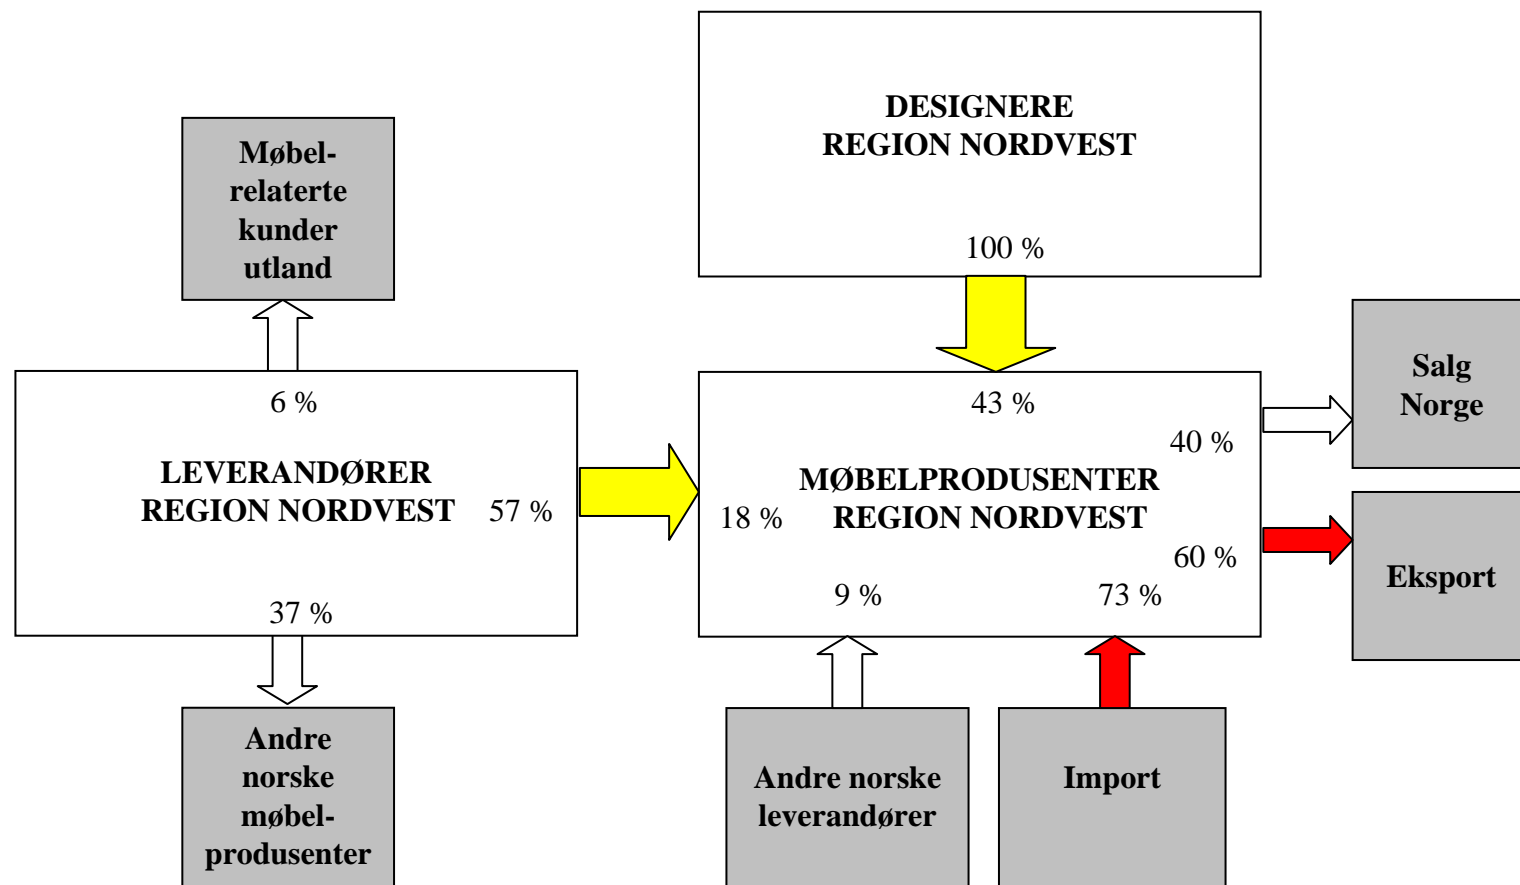 DESIGNERE
REGION NORDVEST
100 %
Møbel-
relaterte
kunder
utland
6 %
LEVERANDØRER
REGION NORDVEST
57 %
37 %
43 %
40 %
MØBELPRODUSENTER
REGION NORDVEST
18 %
60 %
9 %
73 %
Salg
Norge
Eksport
Andre
norske
møbel-
produsenter
Andre norske
leverandører
Import